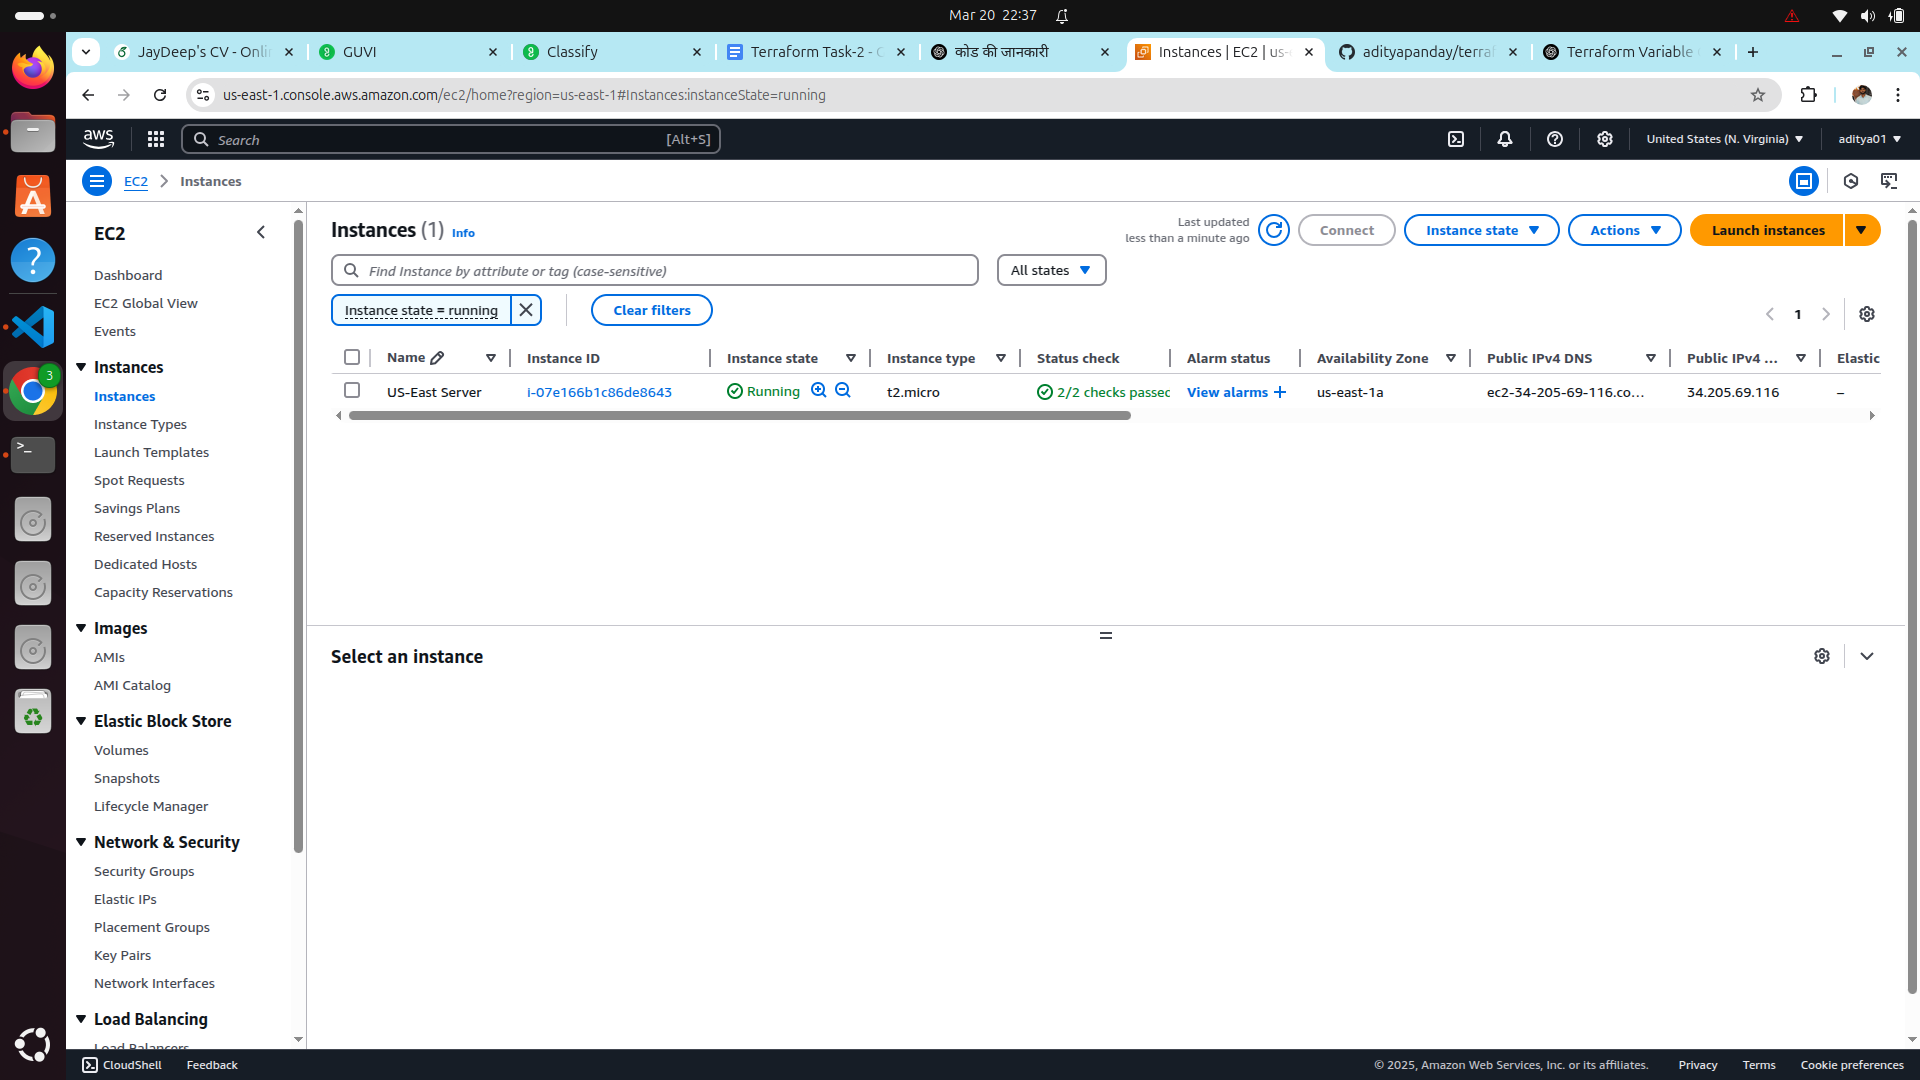 Mar 20 22:37
JayDeep's CV - Onli
GUVI
Classify
Terraform Task-2 - G
कोड की जानकारी
Instances | EC2 | us-e
adityapanday/terraf
Terraform Variable
us-east-1.console.aws.amazon.com/ec2/home?region=us-east-1#Instances:instanceState=running
aws
Search
[Alt+S]
United States (N. Virginia)
aditya01
EC2
Instances
EC2
Dashboard
EC2 Global View
Events
Instances
Instances
Instance Types
Launch Templates
Spot Requests
Savings Plans
Reserved Instances
Dedicated Hosts
Capacity Reservations
Images
AMIs
AMI Catalog
Elastic Block Store
Volumes
Snapshots
Lifecycle Manager
Network & Security
Security Groups
Elastic IPs
Placement Groups
Key Pairs
Network Interfaces
Load Balancing
Load Balancers
Instances (1) Info
Last updated
less than a minute ago
Connect
Instance state
Actions
Launch instances
Find Instance by attribute or tag (case-sensitive)
All states
Instance state = running
Clear filters
1
Name Instance ID Instance state Instance type Status check Alarm status Availability Zone Public IPv4 DNS Public IPv4 ... Elastic
US-East Server i-07e166b1c86de8643 Running t2.micro 2/2 checks passec View alarms + us-east-1a ec2-34-205-69-116.co... 34.205.69.116 –
Select an instance
CloudShell
Feedback
© 2025, Amazon Web Services, Inc. or its affiliates.
Privacy
Terms
Cookie preferences
3